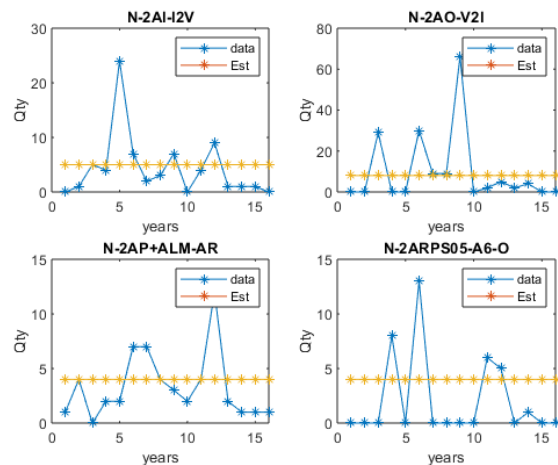 N-2AI-I2V
30
20
10
0
Qty
0 5 10 15
years
data
Est
N-2AO-V2I
80
60
40
20
0
Qty
0 5 10 15
years
data
Est
N-2AP+ALM-AR
15
10
5
0
Qty
0 5 10 15
years
data
Est
N-2ARPS05-A6-O
15
10
5
0
Qty
0 5 10 15
years
data
Est